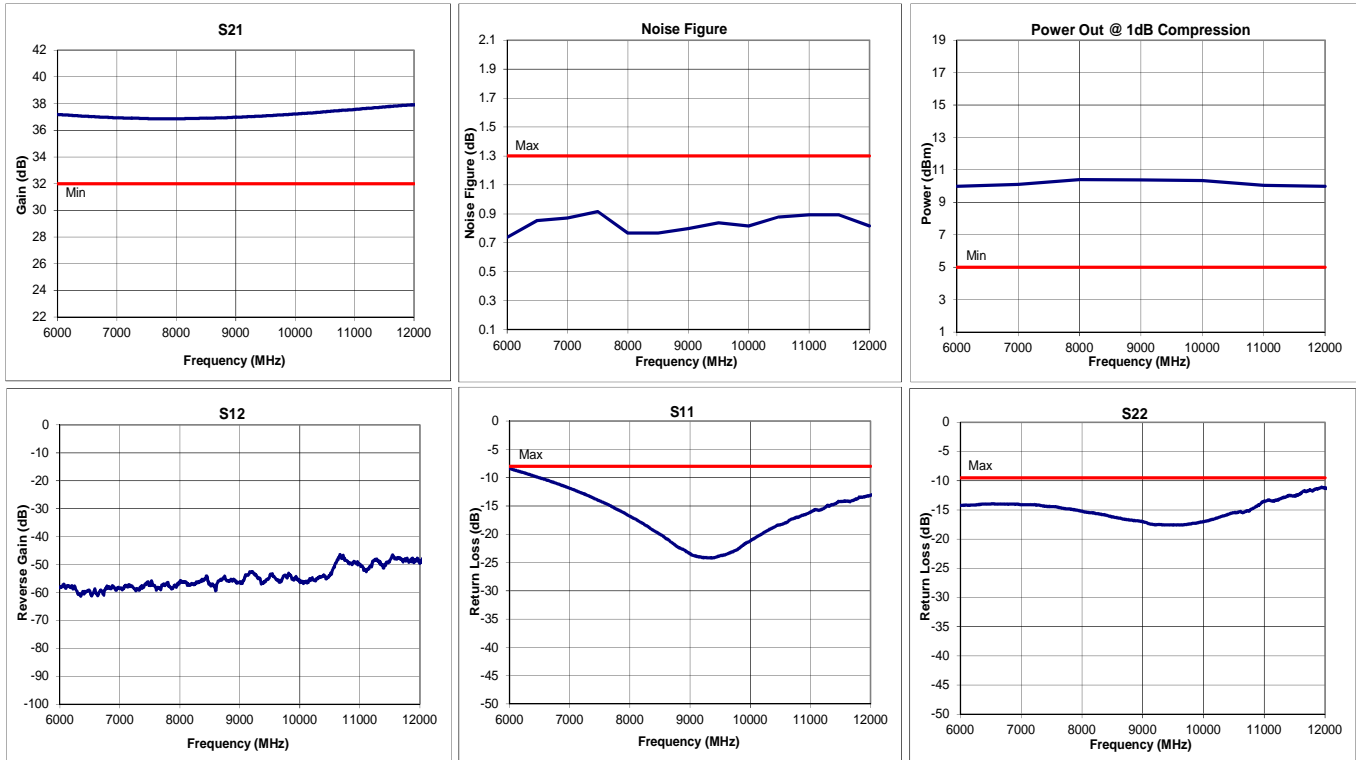 S21
42
40
38
36
34
32
30
28
26
24
22
Gain (dB)
Min
6000 7000 8000 9000 10000 11000 12000
Frequency (MHz)
Noise Figure
2.1
1.9
1.7
1.5
1.3
1.1
0.9
0.7
0.5
0.3
0.1
Noise Figure (dB)
Max
6000 7000 8000 9000 10000 11000 12000
Frequency (MHz)
Power Out @ 1dB Compression
19
17
15
13
11
9
7
5
3
1
Power (dBm)
Min
6000 7000 8000 9000 10000 11000 12000
Frequency (MHz)
S12
0
-10
-20
-30
-40
-50
-60
-70
-80
-90
-100
Reverse Gain (dB)
6000 7000 8000 9000 10000 11000 12000
Frequency (MHz)
S11
0
-5
-10
-15
-20
-25
-30
-35
-40
-45
-50
Return Loss (dB)
Max
6000 7000 8000 9000 10000 11000 12000
Frequency (MHz)
S22
0
-5
-10
-15
-20
-25
-30
-35
-40
-45
-50
Return Loss (dB)
Max
6000 7000 8000 9000 10000 11000 12000
Frequency (MHz)